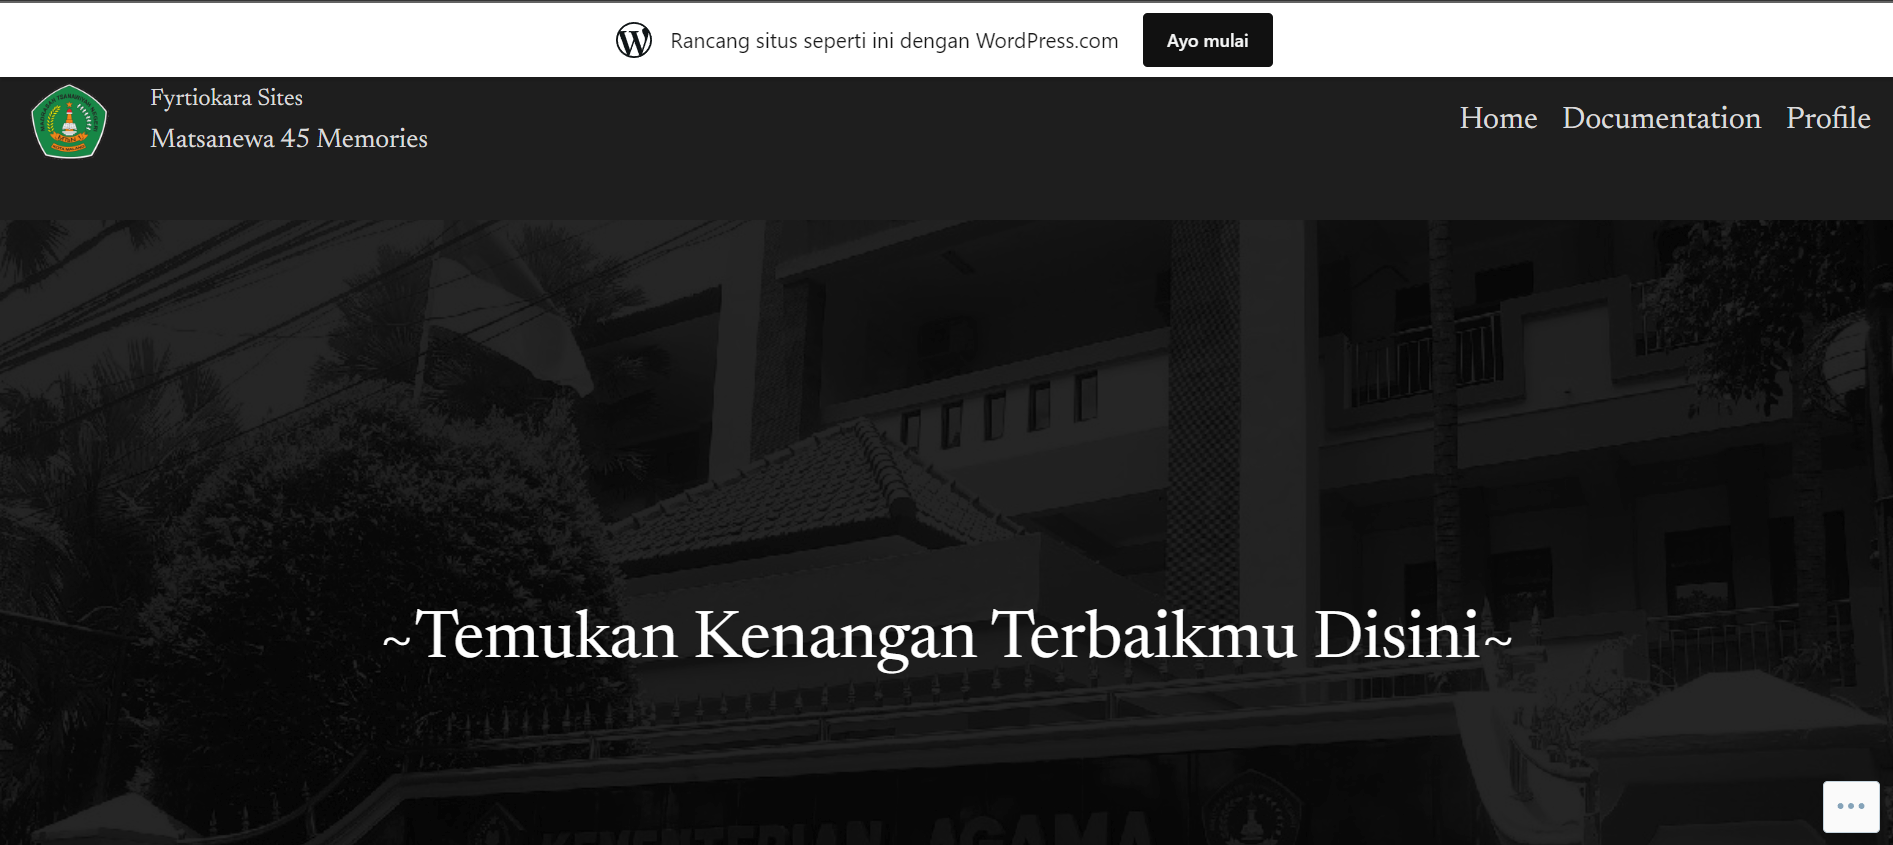 Rancang situs seperti ini dengan WordPress.com
Ayo mulai
Fyrtiokara Sites
Matsanewa 45 Memories
Home Documentation Profile
~Temukan Kenangan Terbaikmu Disini~
KEMENTERIAN AGAMA